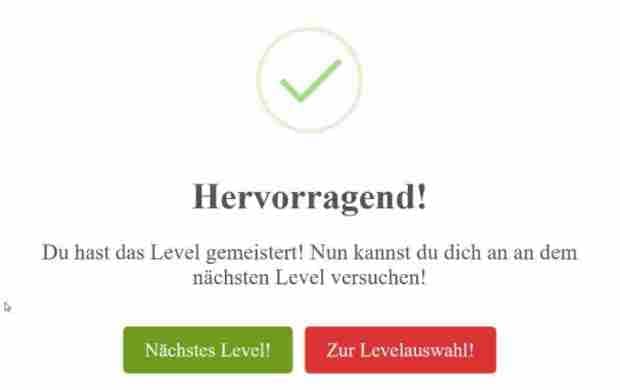 Hervorragend!
Du hast das Level gemeistert! Nun kannst du dich an an dem
nächsten Level versuchen!
Nächstes Level!
Zur Levelauswahl!